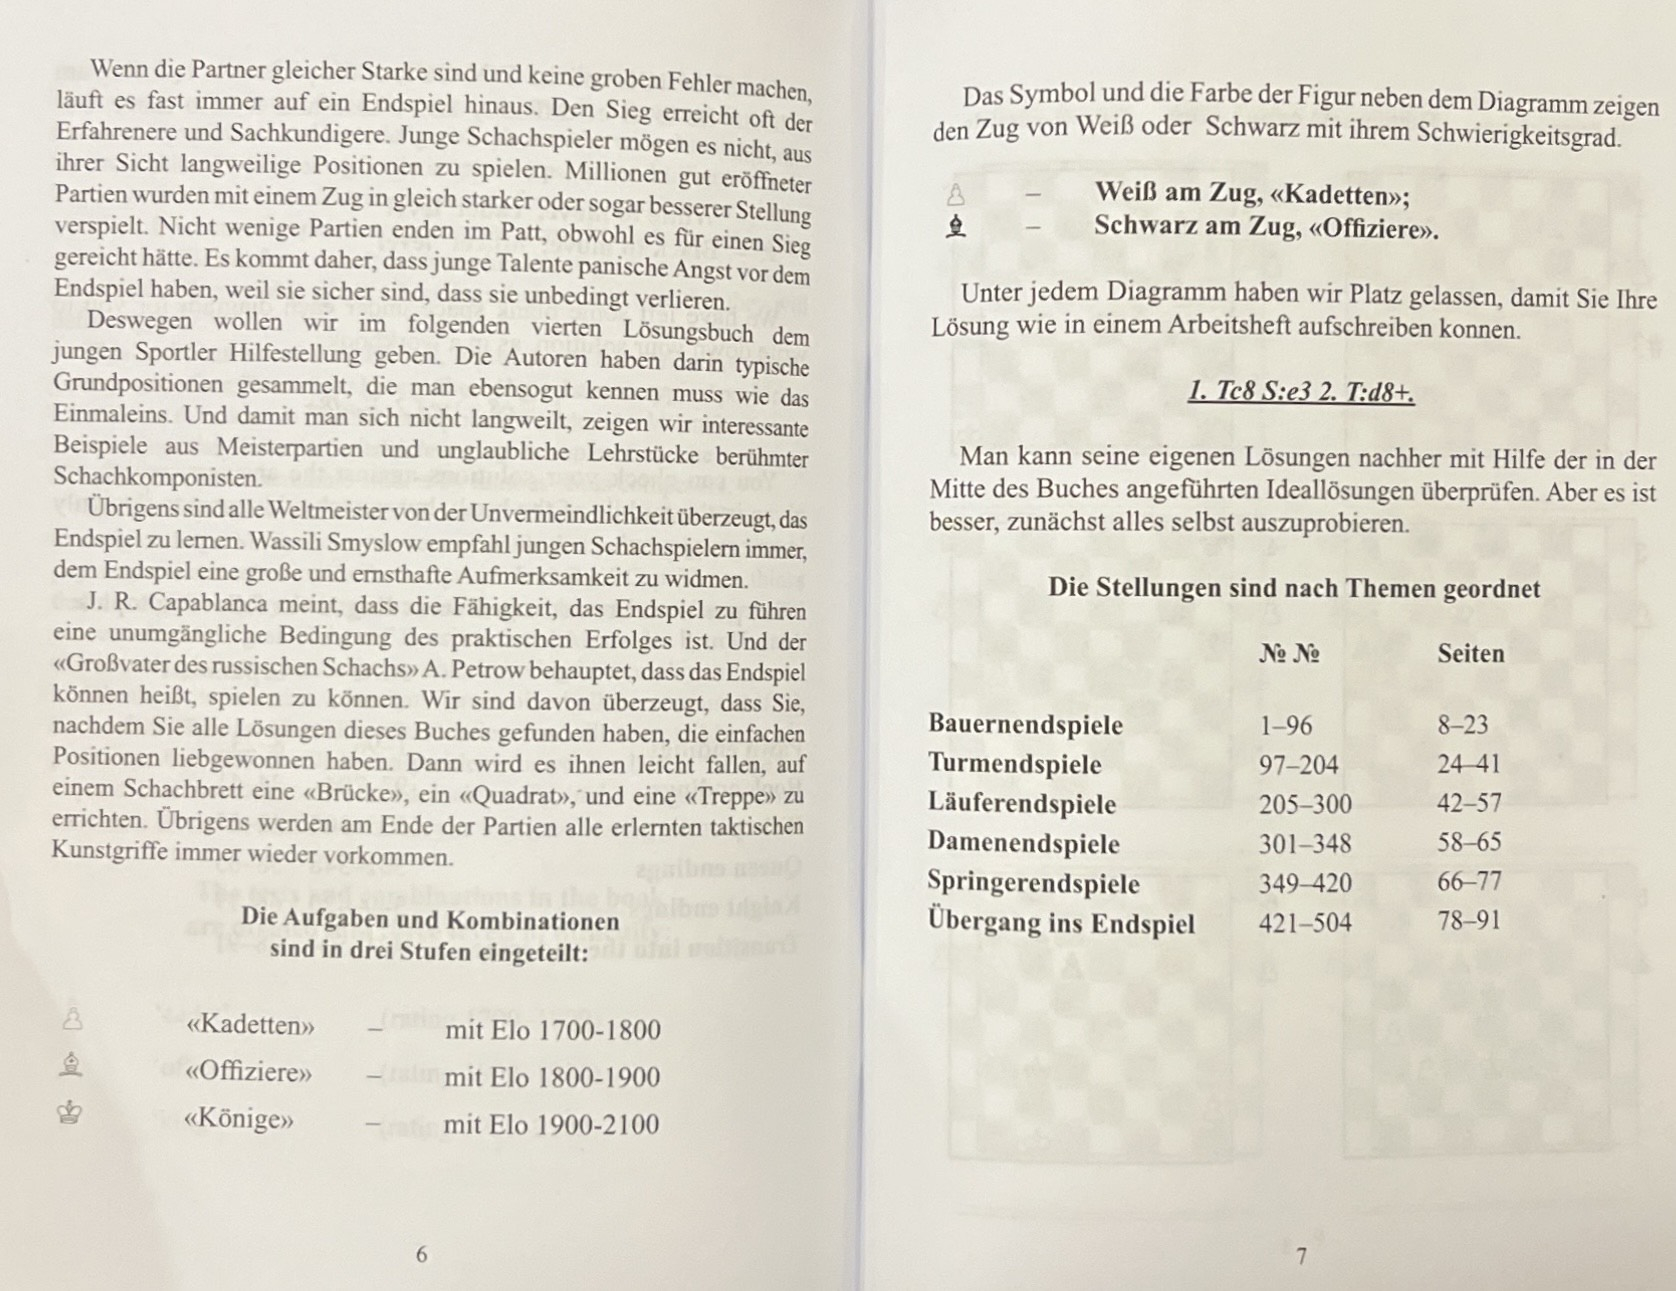 Wenn die Partner gleicher Starke sind und keine groben Fehler machen,
läuft es fast immer auf ein Endspiel hinaus. Den Sieg erreicht oft der
Erfahrenere und Sachkundigere. Junge Schachspieler mögen es nicht, aus
ihrer Sicht langweilige Positionen zu spielen. Millionen gut eröffneter
Partien wurden mit einem Zug in gleich starker oder sogar besserer Stellung
verspielt. Nicht wenige Partien enden im Patt, obwohl es für einen Sieg
gereicht hätte. Es kommt daher, dass junge Talente panische Angst vor dem
Endspiel haben, weil sie sicher sind, dass sie unbedingt verlieren.
Deswegen wollen wir im folgenden vierten Lösungsbuch dem
jungen Sportler Hilfestellung geben. Die Autoren haben darin typische
Grundpositionen gesammelt, die man ebensogut kennen muss wie das
Einmaleins. Und damit man sich nicht langweilt, zeigen wir interessante
Beispiele aus Meisterpartien und unglaubliche Lehrstücke berühmter
Schachkomponisten.
Übrigens sind alle Weltmeister von der Unvermeindlichkeit überzeugt, das
Endspiel zu lernen. Wassili Smyslow empfahl jungen Schachspielern immer,
dem Endspiel eine große und ernsthafte Aufmerksamkeit zu widmen.
J. R. Capablanca meint, dass die Fähigkeit, das Endspiel zu führen
eine unumgängliche Bedingung des praktischen Erfolges ist. Und der
«Großvater des russischen Schachs» A. Petrow behauptet, dass das Endspiel
können heißt, spielen zu können. Wir sind davon überzeugt, dass Sie,
nachdem Sie alle Lösungen dieses Buches gefunden haben, die einfachen
Positionen liebgewonnen haben. Dann wird es ihnen leicht fallen, auf
einem Schachbrett eine «Brücke», ein «Quadrat», und eine «Treppe» zu
errichten. Übrigens werden am Ende der Partien alle erlernten taktischen
Kunstgriffe immer wieder vorkommen.
Die Aufgaben und Kombinationen
sind in drei Stufen eingeteilt:
♙ «Kadetten» – mit Elo 1700-1800
♗ «Offiziere» – mit Elo 1800-1900
♔ «Könige» – mit Elo 1900-2100
6
Das Symbol und die Farbe der Figur neben dem Diagramm zeigen
den Zug von Weiß oder Schwarz mit ihrem Schwierigkeitsgrad.
♙ – Weiß am Zug, «Kadetten»;
♝ – Schwarz am Zug, «Offiziere».
Unter jedem Diagramm haben wir Platz gelassen, damit Sie Ihre
Lösung wie in einem Arbeitsheft aufschreiben konnen.
1. Tc8 S:e3 2. T:d8+.
Man kann seine eigenen Lösungen nachher mit Hilfe der in der
Mitte des Buches angeführten Ideallösungen überprüfen. Aber es ist
besser, zunächst alles selbst auszuprobieren.
Die Stellungen sind nach Themen geordnet
№ № Seiten
Bauernendspiele 1–96 8–23
Turmendspiele 97–204 24–41
Läuferendspiele 205–300 42–57
Damenendspiele 301–348 58–65
Springerendspiele 349–420 66–77
Übergang ins Endspiel 421–504 78–91
7